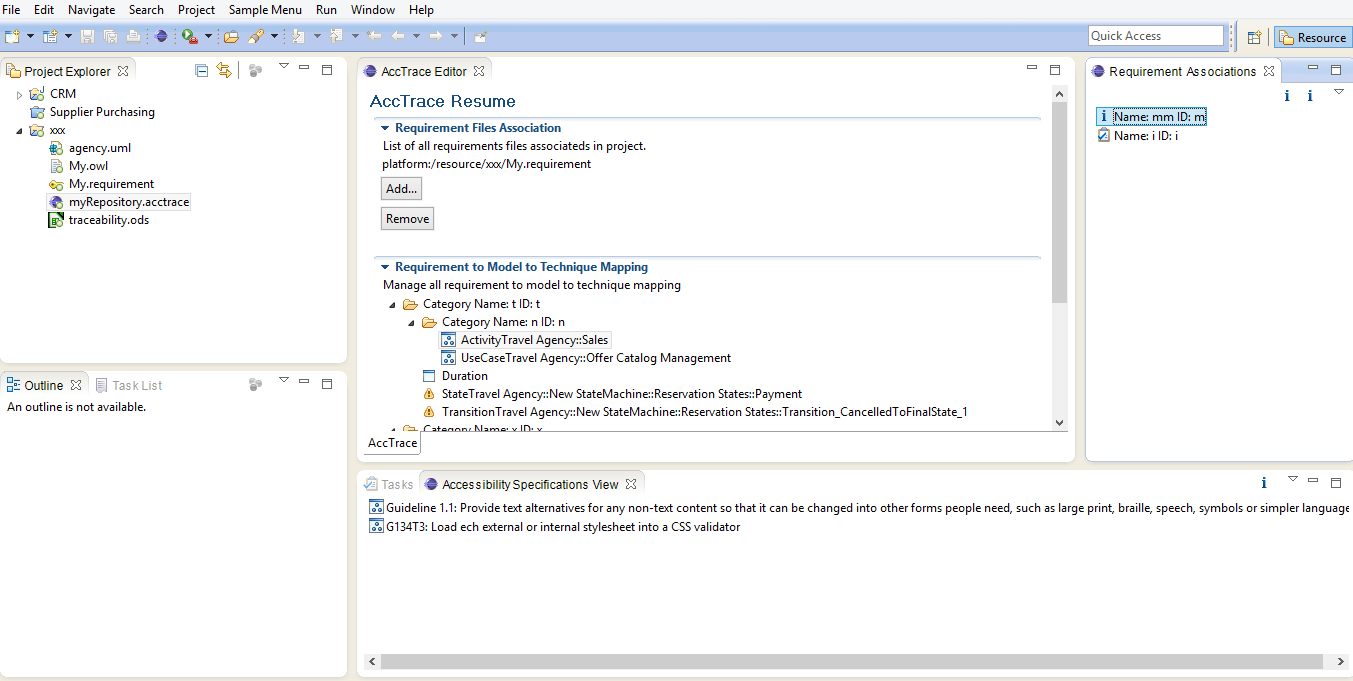 File Edit Navigate Search Project Sample Menu Run Window Help
Quick Access
Resource
Project Explorer
CRM
Supplier Purchasing
xxx
agency.uml
My.owl
My.requirement
myRepository.acctrace
traceability.ods
Outline
Task List
An outline is not available.
AccTrace Editor
AccTrace Resume
Requirement Files Association
List of all requirements files associateds in project.
platform:/resource/xxx/My.requirement
Add...
Remove
Requirement to Model to Technique Mapping
Manage all requirement to model to technique mapping
Category Name: t ID: t
Category Name: n ID: n
ActivityTravel Agency::Sales
UseCaseTravel Agency::Offer Catalog Management
Duration
StateTravel Agency::New StateMachine::Reservation States::Payment
TransitionTravel Agency::New StateMachine::Reservation States::Transition_CancelledToFinalState_1
Category Name: x ID: x
AccTrace
Requirement Associations
Name: mm ID: m
Name: i ID: i
Tasks
Accessibility Specifications View
Guideline 1.1: Provide text alternatives for any non-text content so that it can be changed into other forms people need, such as large print, braille, speech, symbols or simpler language
G134T3: Load ech external or internal stylesheet into a CSS validator